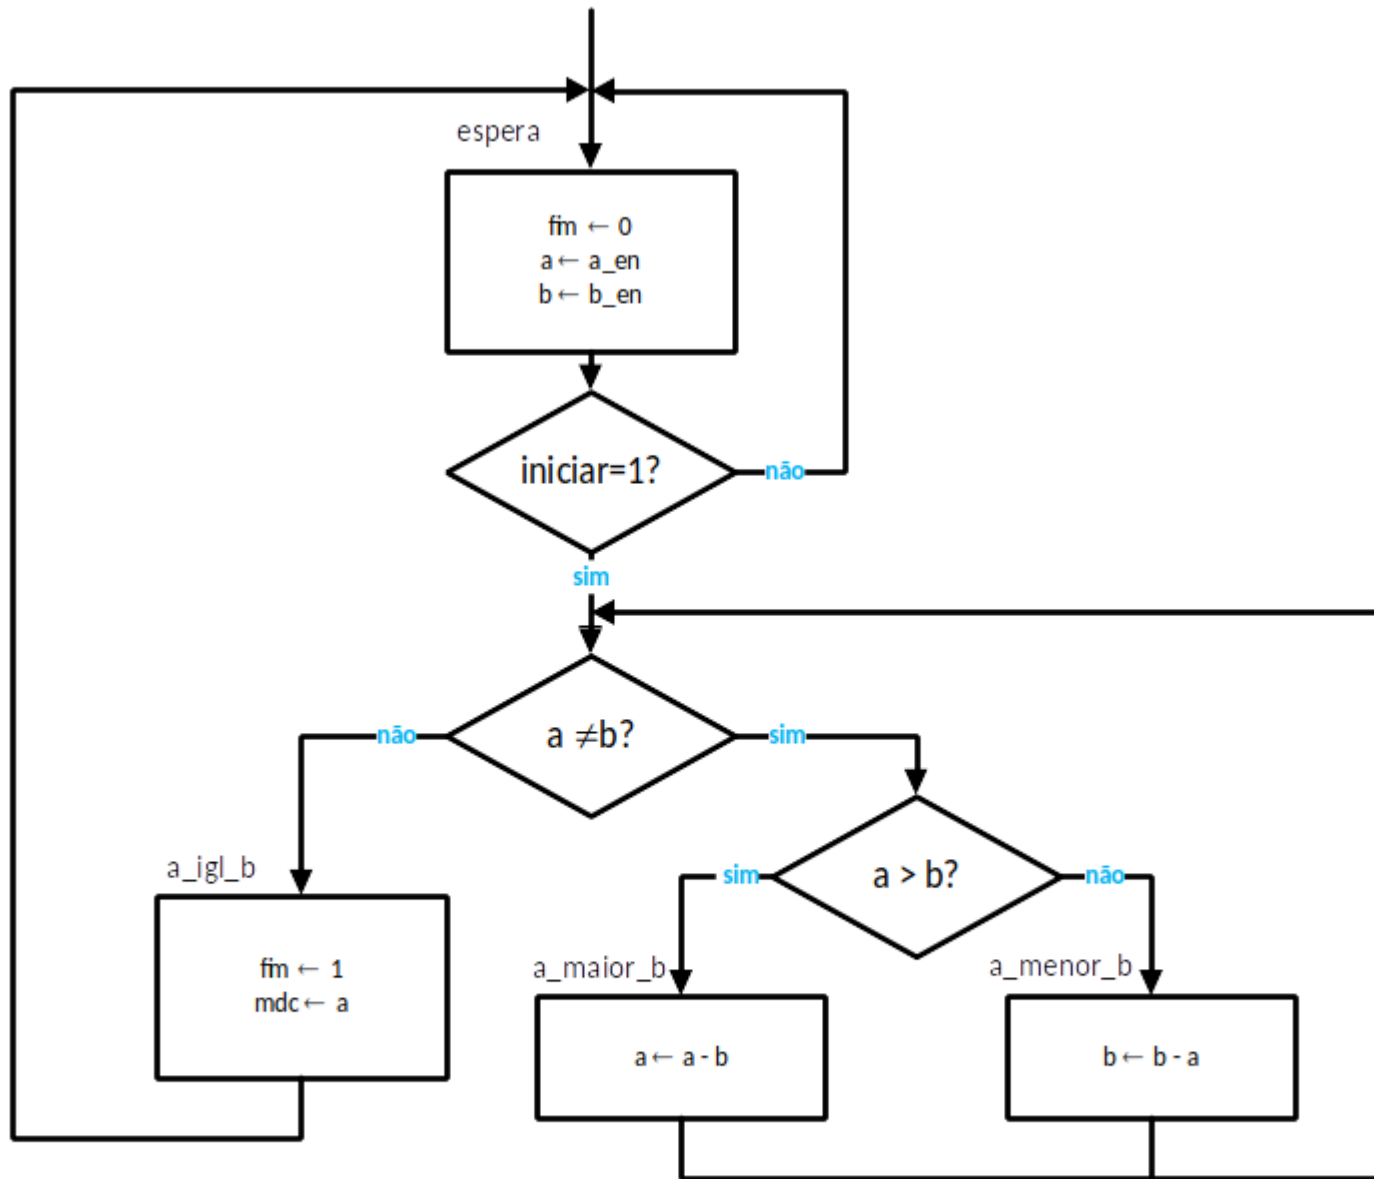 espera
fim ← 0
a ← a_en
b ← b_en
iniciar=1?
não
sim
a ≠b?
não
sim
a > b?
sim
não
a_igl_b
fim ← 1
mdc ← a
a_maior_b
a ← a - b
a_menor_b
b ← b - a